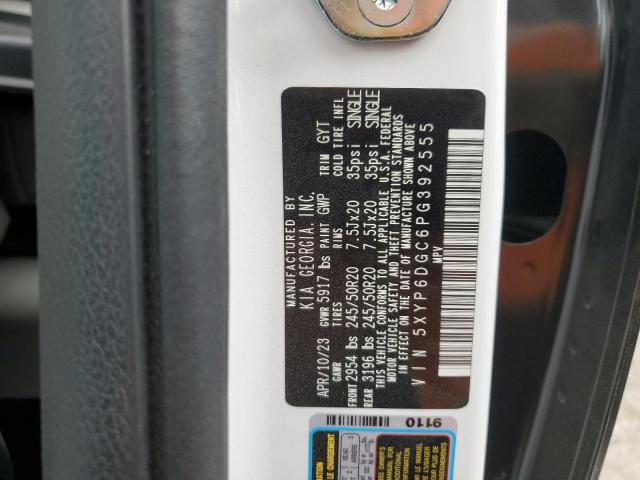 MANUFACTURED BY
KIA GEORGIA, INC.
APR/10/23 GVWR 5917 lbs PAINT GWP TRIM GYT
GAWR TIRES RIMS COLD TIRE INFL
FRONT 2954 lbs 245/50R20 7.5Jx20 35psi SINGLE
REAR 3196 lbs 245/50R20 7.5Jx20 35psi SINGLE
THIS VEHICLE CONFORMS TO ALL APPLICABLE U.S.A. FEDERAL
MOTOR VEHICLE SAFETY AND THEFT PREVENTION STANDARDS
IN EFFECT ON THE DATE OF MANUFACTURE SHOWN ABOVE
VIN 5XYP6DGC6PG392555
MPV
9110